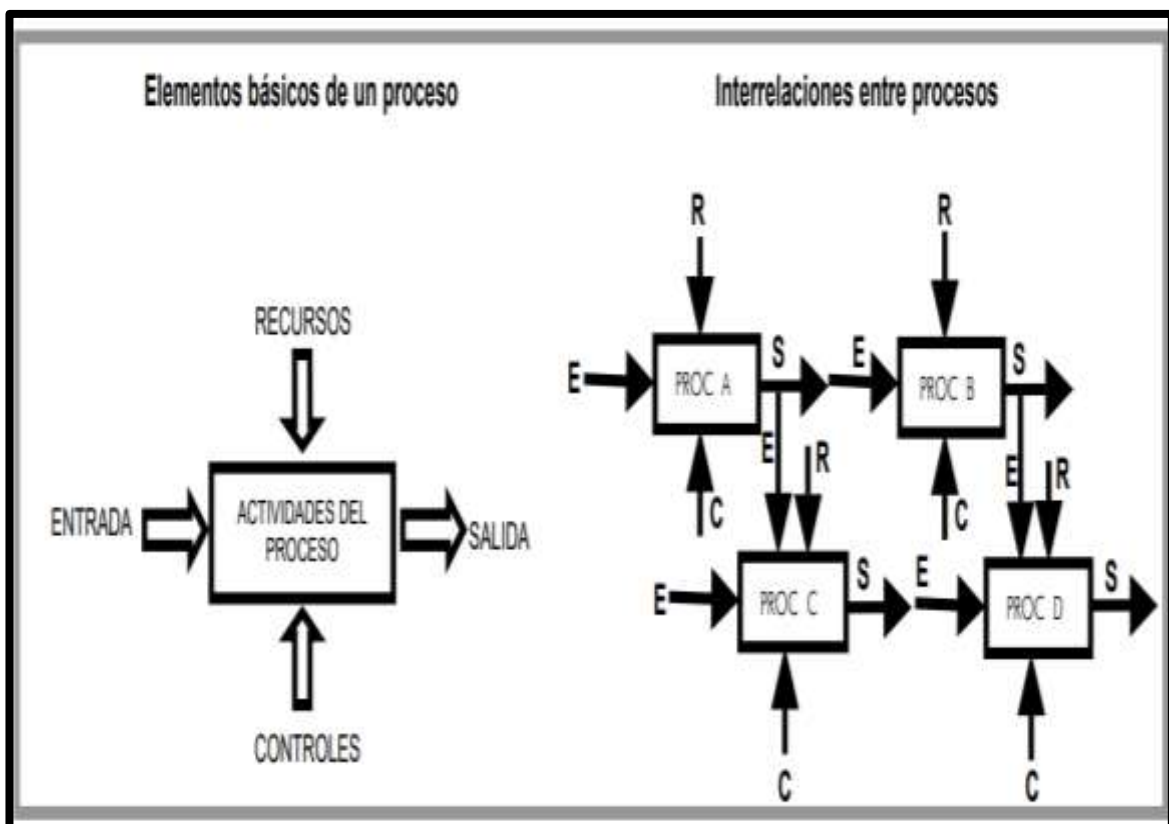 Elementos básicos de un proceso
Interrelaciones entre procesos
RECURSOS
ENTRADA
ACTIVIDADES DEL
PROCESO
SALIDA
CONTROLES
R
R
E
PROC A
S
E
PROC B
S
E
R
C
E
R
C
E
PROC C
S
E
PROC D
S
C
C